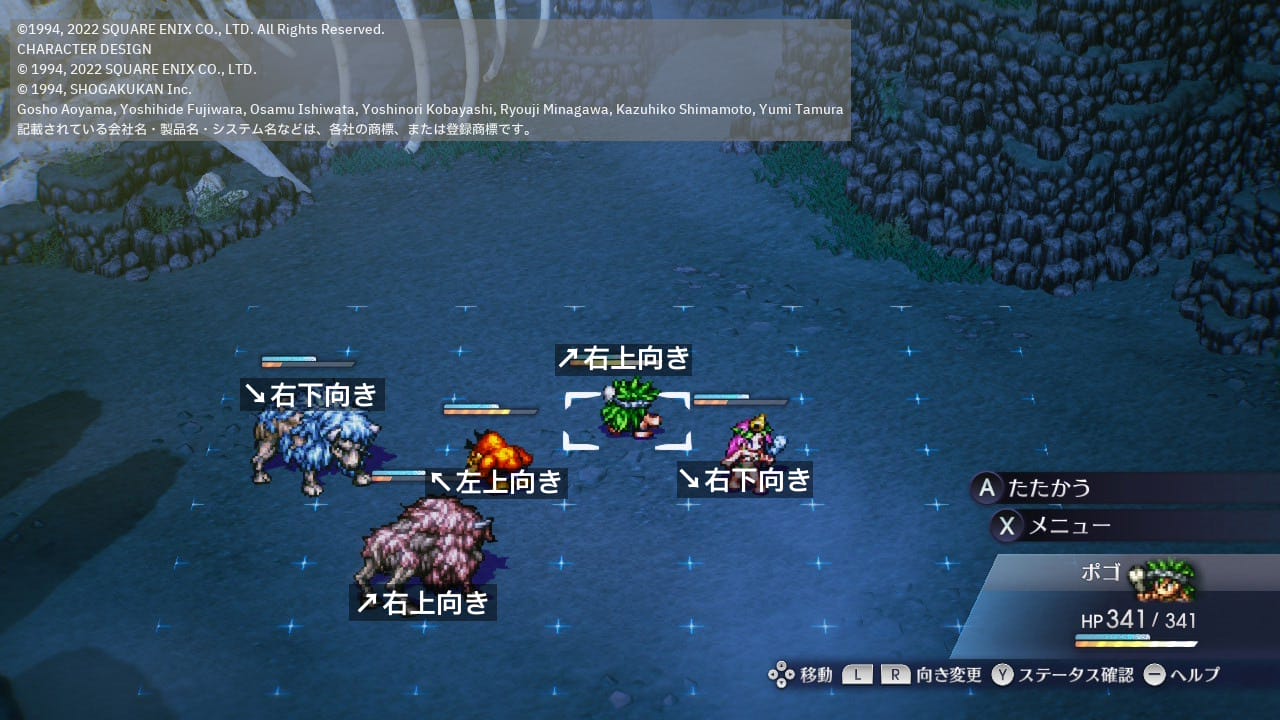 ©1994, 2022 SQUARE ENIX CO., LTD. All Rights Reserved.
CHARACTER DESIGN
© 1994, 2022 SQUARE ENIX CO., LTD.
© 1994, SHOGAKUKAN Inc.
Gosho Aoyama, Yoshihide Fujiwara, Osamu Ishiwata, Yoshinori Kobayashi, Ryouji Minagawa, Kazuhiko Shimamoto, Yumi Tamura
記載されている会社名・製品名・システム名などは、各社の商標、または登録商標です。
↗右上向き
↘右下向き
↖左上向き
↘右下向き
↗右上向き
A たたかう
X メニュー
ポゴ
HP 341 / 341
移動 L R 向き変更 Y ステータス確認 ヘルプ